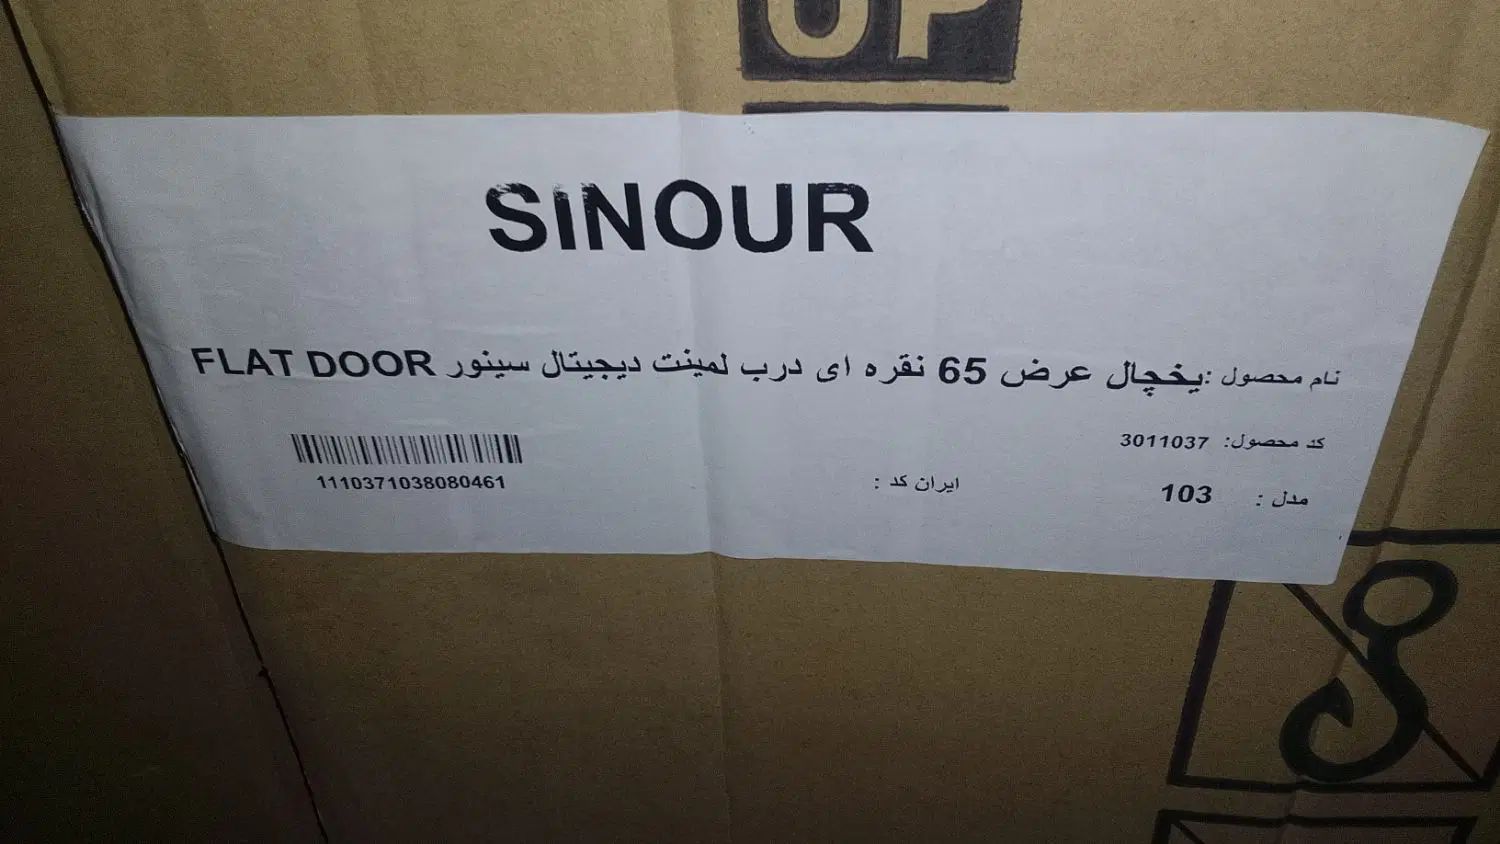 UP
SINOUR
نام محصول :یخچال عرض 65 نقره ای درب لمینت دیجیتال سینور FLAT DOOR
کد محصول: 3011037
مدل : 103
ایران کد :
1110371038080461